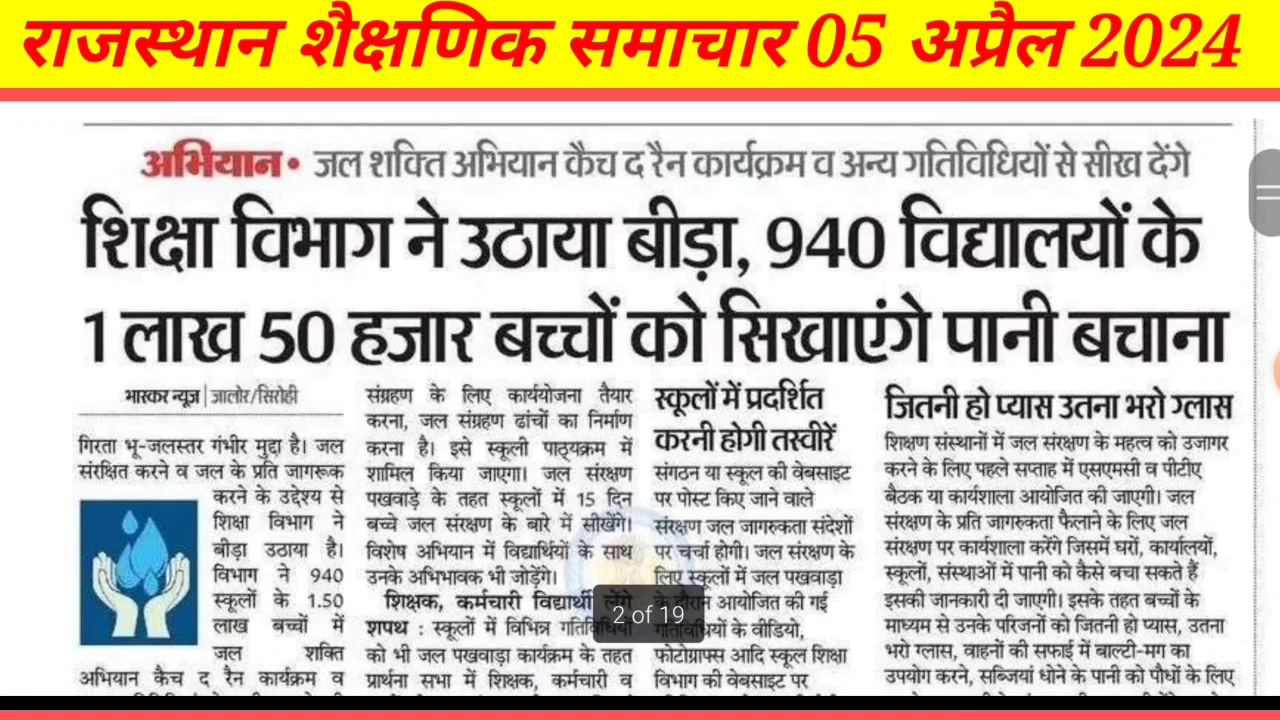 राजस्थान शैक्षणिक समाचार 05 अप्रैल 2024
अभियान• जल शक्ति अभियान कैच द रैन कार्यक्रम व अन्य गतिविधियों से सीख देंगे
शिक्षा विभाग ने उठाया बीड़ा, 940 विद्यालयों के
1 लाख 50 हजार बच्चों को सिखाएंगे पानी बचाना
भास्कर न्यूज | जालोर/सिरोही
गिरता भू-जलस्तर गंभीर मुद्दा है। जल
संरक्षित करने व जल के प्रति जागरूक
करने के उद्देश्य से
शिक्षा विभाग ने
बीड़ा उठाया है।
विभाग ने 940
स्कूलों के 1.50
लाख बच्चों में
जल शक्ति
अभियान कैच द रैन कार्यक्रम व
संग्रहण के लिए कार्ययोजना तैयार
करना, जल संग्रहण ढांचों का निर्माण
करना है। इसे स्कूली पाठ्यक्रम में
शामिल किया जाएगा। जल संरक्षण
पखवाड़े के तहत स्कूलों में 15 दिन
बच्चे जल संरक्षण के बारे में सीखेंगे।
विशेष अभियान में विद्यार्थियों के साथ
उनके अभिभावक भी जोड़ेंगे।
शिक्षक, कर्मचारी विद्यार्थी लेंगे
शपथ : स्कूलों में विभिन्न गतिविधियां
को भी जल पखवाड़ा कार्यक्रम के तहत
प्रार्थना सभा में शिक्षक, कर्मचारी व
स्कूलों में प्रदर्शित
करनी होगी तस्वीरें
संगठन या स्कूल की वेबसाइट
पर पोस्ट किए जाने वाले
संरक्षण जल जागरुकता संदेशों
पर चर्चा होगी। जल संरक्षण के
लिए स्कूलों में जल पखवाड़ा
के दौरान आयोजित की गई
गतिविधियों के वीडियो,
फोटोग्राफ्स आदि स्कूल शिक्षा
विभाग की वेबसाइट पर
2 of 19
जितनी हो प्यास उतना भरो ग्लास
शिक्षण संस्थानों में जल संरक्षण के महत्व को उजागर
करने के लिए पहले सप्ताह में एसएमसी व पीटीए
बैठक या कार्यशाला आयोजित की जाएगी। जल
संरक्षण के प्रति जागरुकता फैलाने के लिए जल
संरक्षण पर कार्यशाला करेंगे जिसमें घरों, कार्यालयों,
स्कूलों, संस्थाओं में पानी को कैसे बचा सकते हैं
इसकी जानकारी दी जाएगी। इसके तहत बच्चों के
माध्यम से उनके परिजनों को जितनी हो प्यास, उतना
भरो ग्लास, वाहनों की सफाई में बाल्टी-मग का
उपयोग करने, सब्जियां धोने के पानी को पौधों के लिए